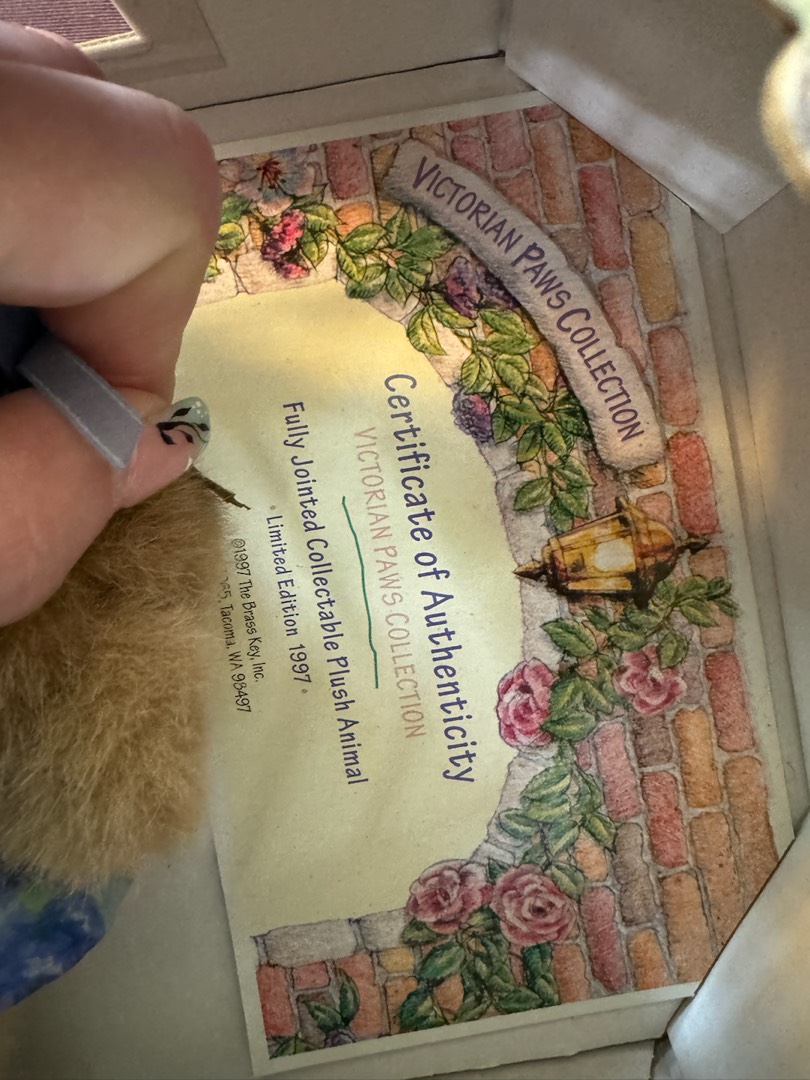 VICTORIAN PAWS COLLECTION
Certificate of Authenticity
VICTORIAN PAWS COLLECTION
Fully Jointed Collectable Plush Animal
• Limited Edition 1997 •
©1997 The Brass Key, Inc.
Tacoma, WA 98497